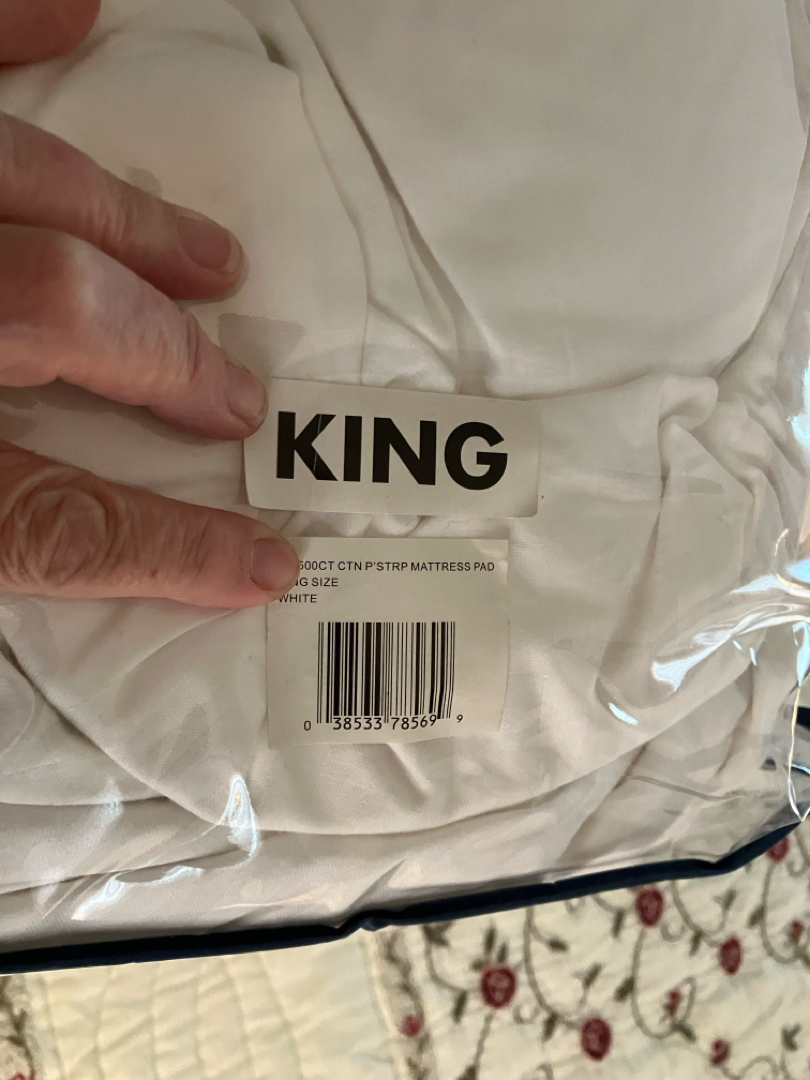 KING
500CT CTN P'STRP MATTRESS PAD
SIZE
WHITE
0 38533 78569 9